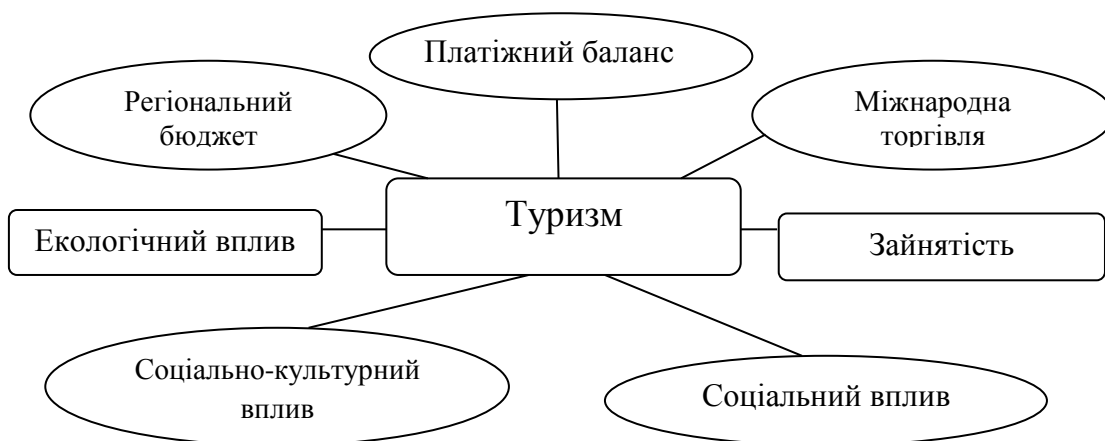 Платіжний баланс
Регіональний
бюджет
Міжнародна
торгівля
Туризм
Екологічний вплив
Зайнятість
Соціально-культурний
вплив
Соціальний вплив